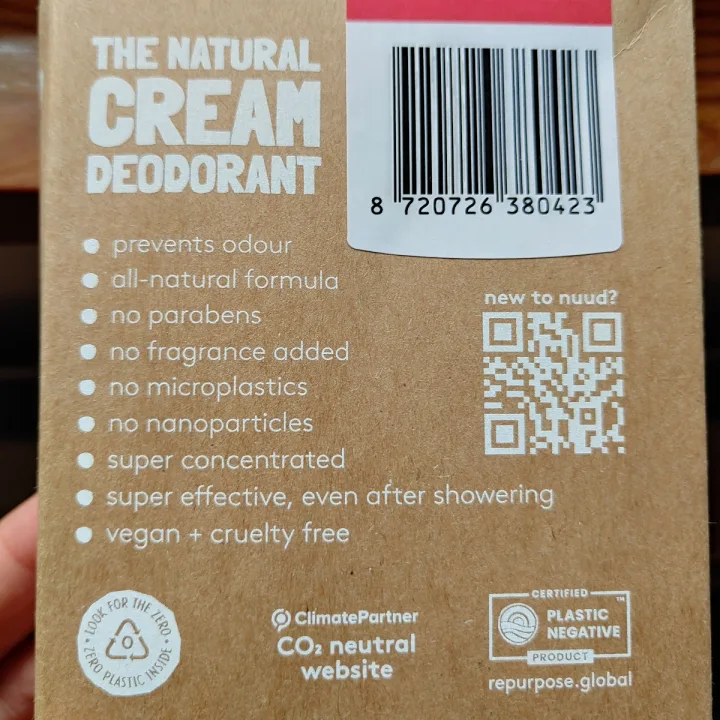 THE NATURAL
CREAM
DEODORANT
8 720726 380423
prevents odour
all-natural formula
no parabens
no fragrance added
no microplastics
no nanoparticles
super concentrated
super effective, even after showering
vegan + cruelty free
new to nuud?
LOOK FOR THE ZERO
0
ZERO PLASTIC INSIDE
ClimatePartner
CO₂ neutral
website
CERTIFIED
PLASTIC
NEGATIVE
™
PRODUCT
repurpose.global